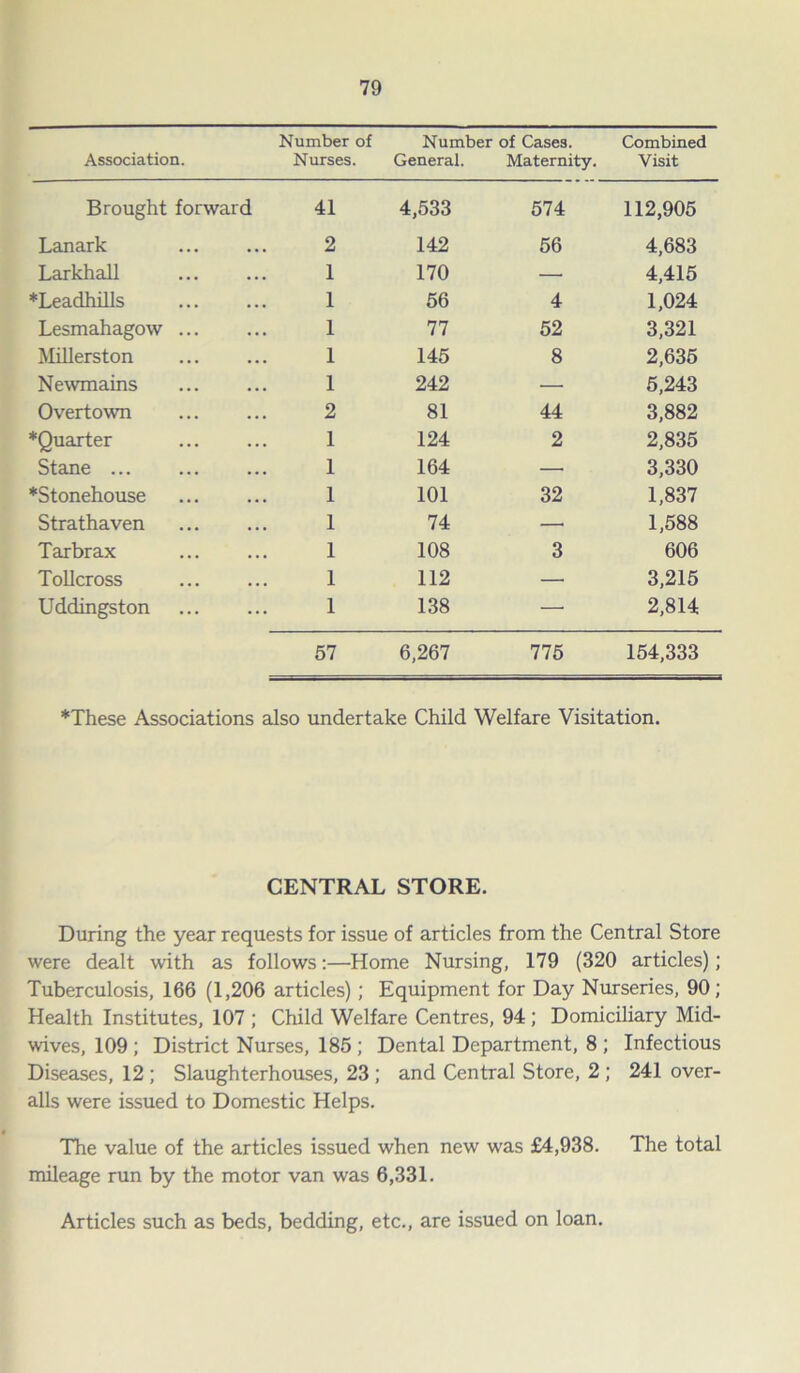 79
Association. Number of Nurses. Number of Cases. General. Maternity. Combined Visit
Brought forward 41 4,533 574 112,905
Lanark ... ... 2 142 56 4,683
Larkhall ... ... 1 170 — 4,415
*Leadhills ... ... 1 56 4 1,024
Lesmahagow ... ... 1 77 52 3,321
Millerston ... ... 1 145 8 2,635
Newmains ... ... 1 242 — 5,243
Overtown ... ... 2 81 44 3,882
*Quarter ... ... 1 124 2 2,835
Stane ... ... ... 1 164 — 3,330
*Stonehouse ... ... 1 101 32 1,837
Strathaven ... ... 1 74 — 1,588
Tarbrax ... ... 1 108 3 606
Tollcross ... ... 1 112 — 3,215
Uddingston ... ... 1 138 — 2,814
57 6,267 775 154,333
*These Associations also undertake Child Welfare Visitation.
CENTRAL STORE.
During the year requests for issue of articles from the Central Store
were dealt with as follows:—Home Nursing, 179 (320 articles);
Tuberculosis, 166 (1,206 articles) ; Equipment for Day Nurseries, 90 ;
Health Institutes, 107 ; Child Welfare Centres, 94 ; Domiciliary Mid-
wives, 109 ; District Nurses, 185 ; Dental Department, 8 ; Infectious
Diseases, 12 ; Slaughterhouses, 23 ; and Central Store, 2 ; 241 over-
alls were issued to Domestic Helps.
The value of the articles issued when new was £4,938. The total
mileage run by the motor van was 6,331.
Articles such as beds, bedding, etc., are issued on loan.